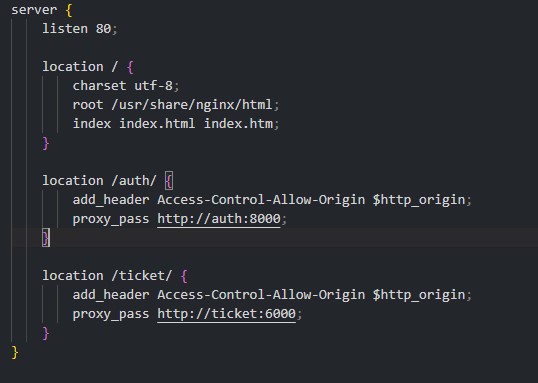 server {
listen 80;
location / {
charset utf-8;
root /usr/share/nginx/html;
index index.html index.htm;
}
location /auth/ {
add_header Access-Control-Allow-Origin $http_origin;
proxy_pass http://auth:8000;
}
location /ticket/ {
add_header Access-Control-Allow-Origin $http_origin;
proxy_pass http://ticket:6000;
}
}